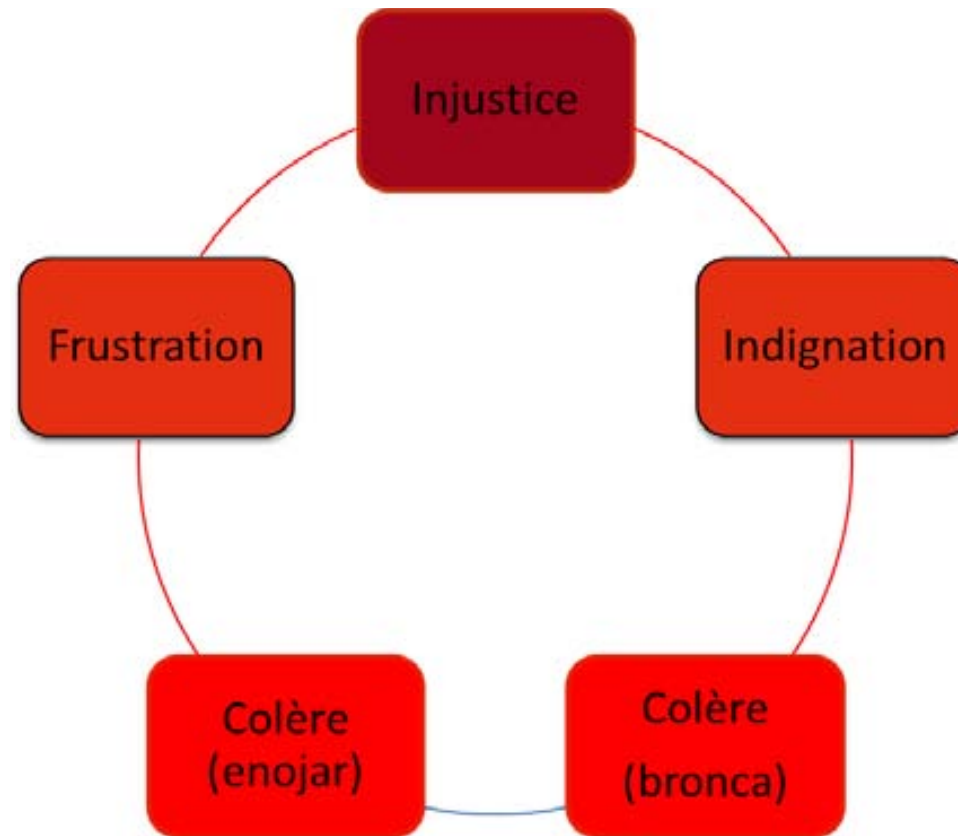 Injustice
Frustration
Indignation
Colère
(enojar)
Colère
(bronca)